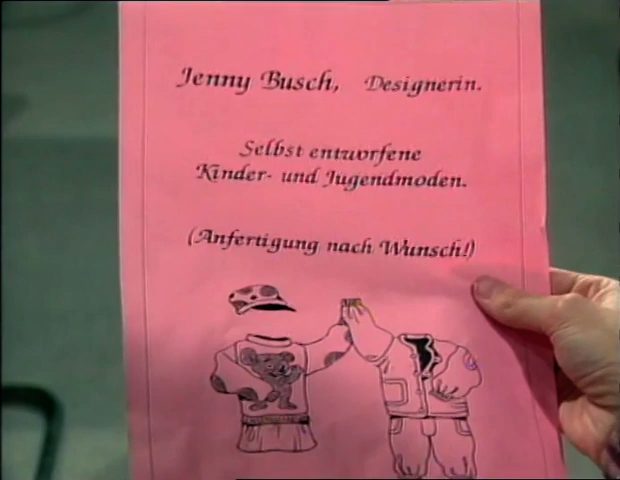 Jenny Busch, Designerin.
Selbst entworfene
Kinder- und Jugendmoden.
(Anfertigung nach Wunsch!)